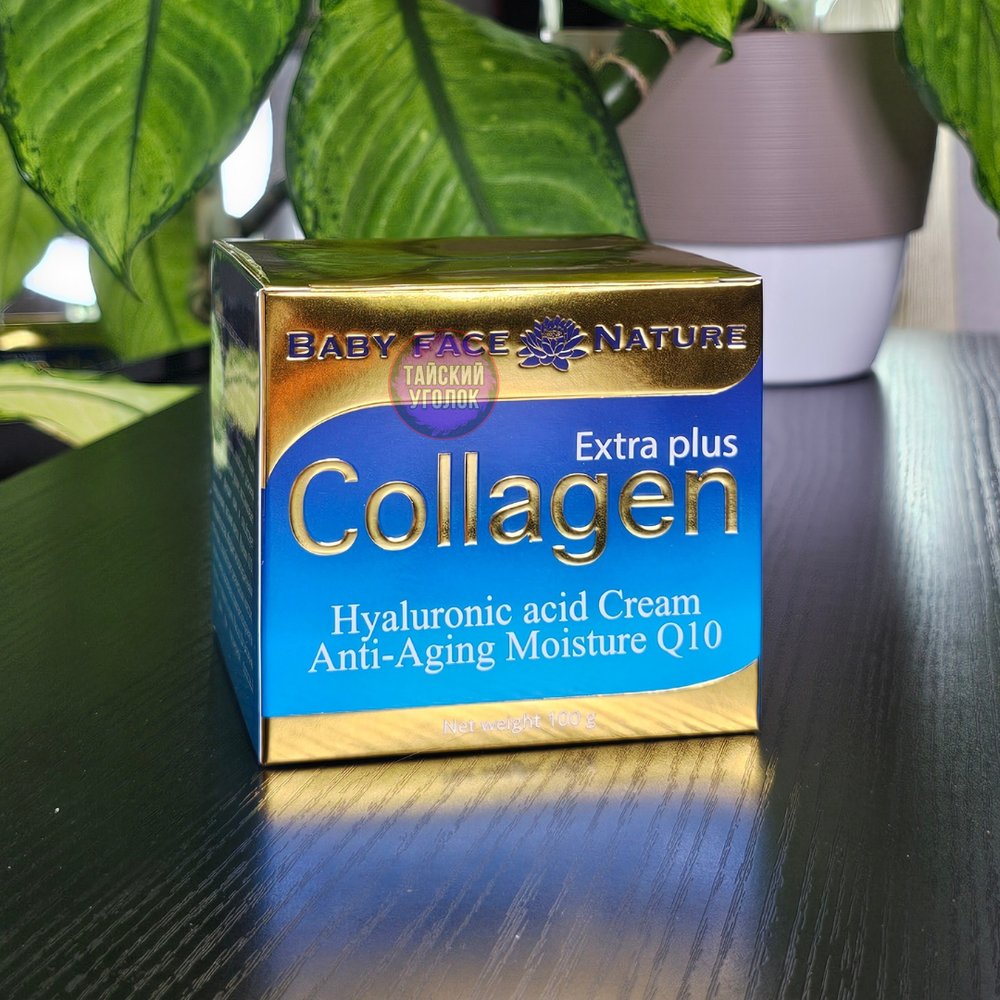 BABY FACE NATURE
ТАЙСКИЙ
УГОЛОК
Extra plus
Collagen
Hyaluronic acid Cream
Anti-Aging Moisture Q10
Net weight 100 g